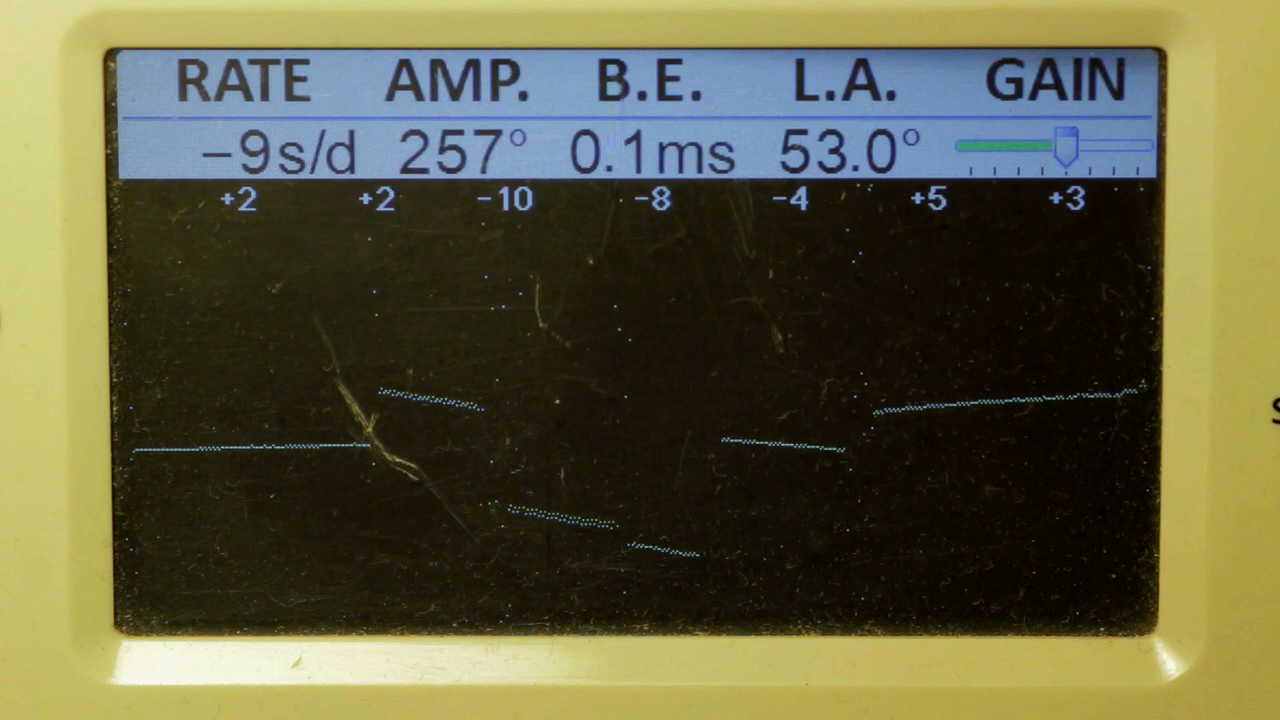 RATE AMP. B.E. L.A. GAIN
−9s/d 257° 0.1ms 53.0°
+2 +2 −10 −8 −4 +5 +3